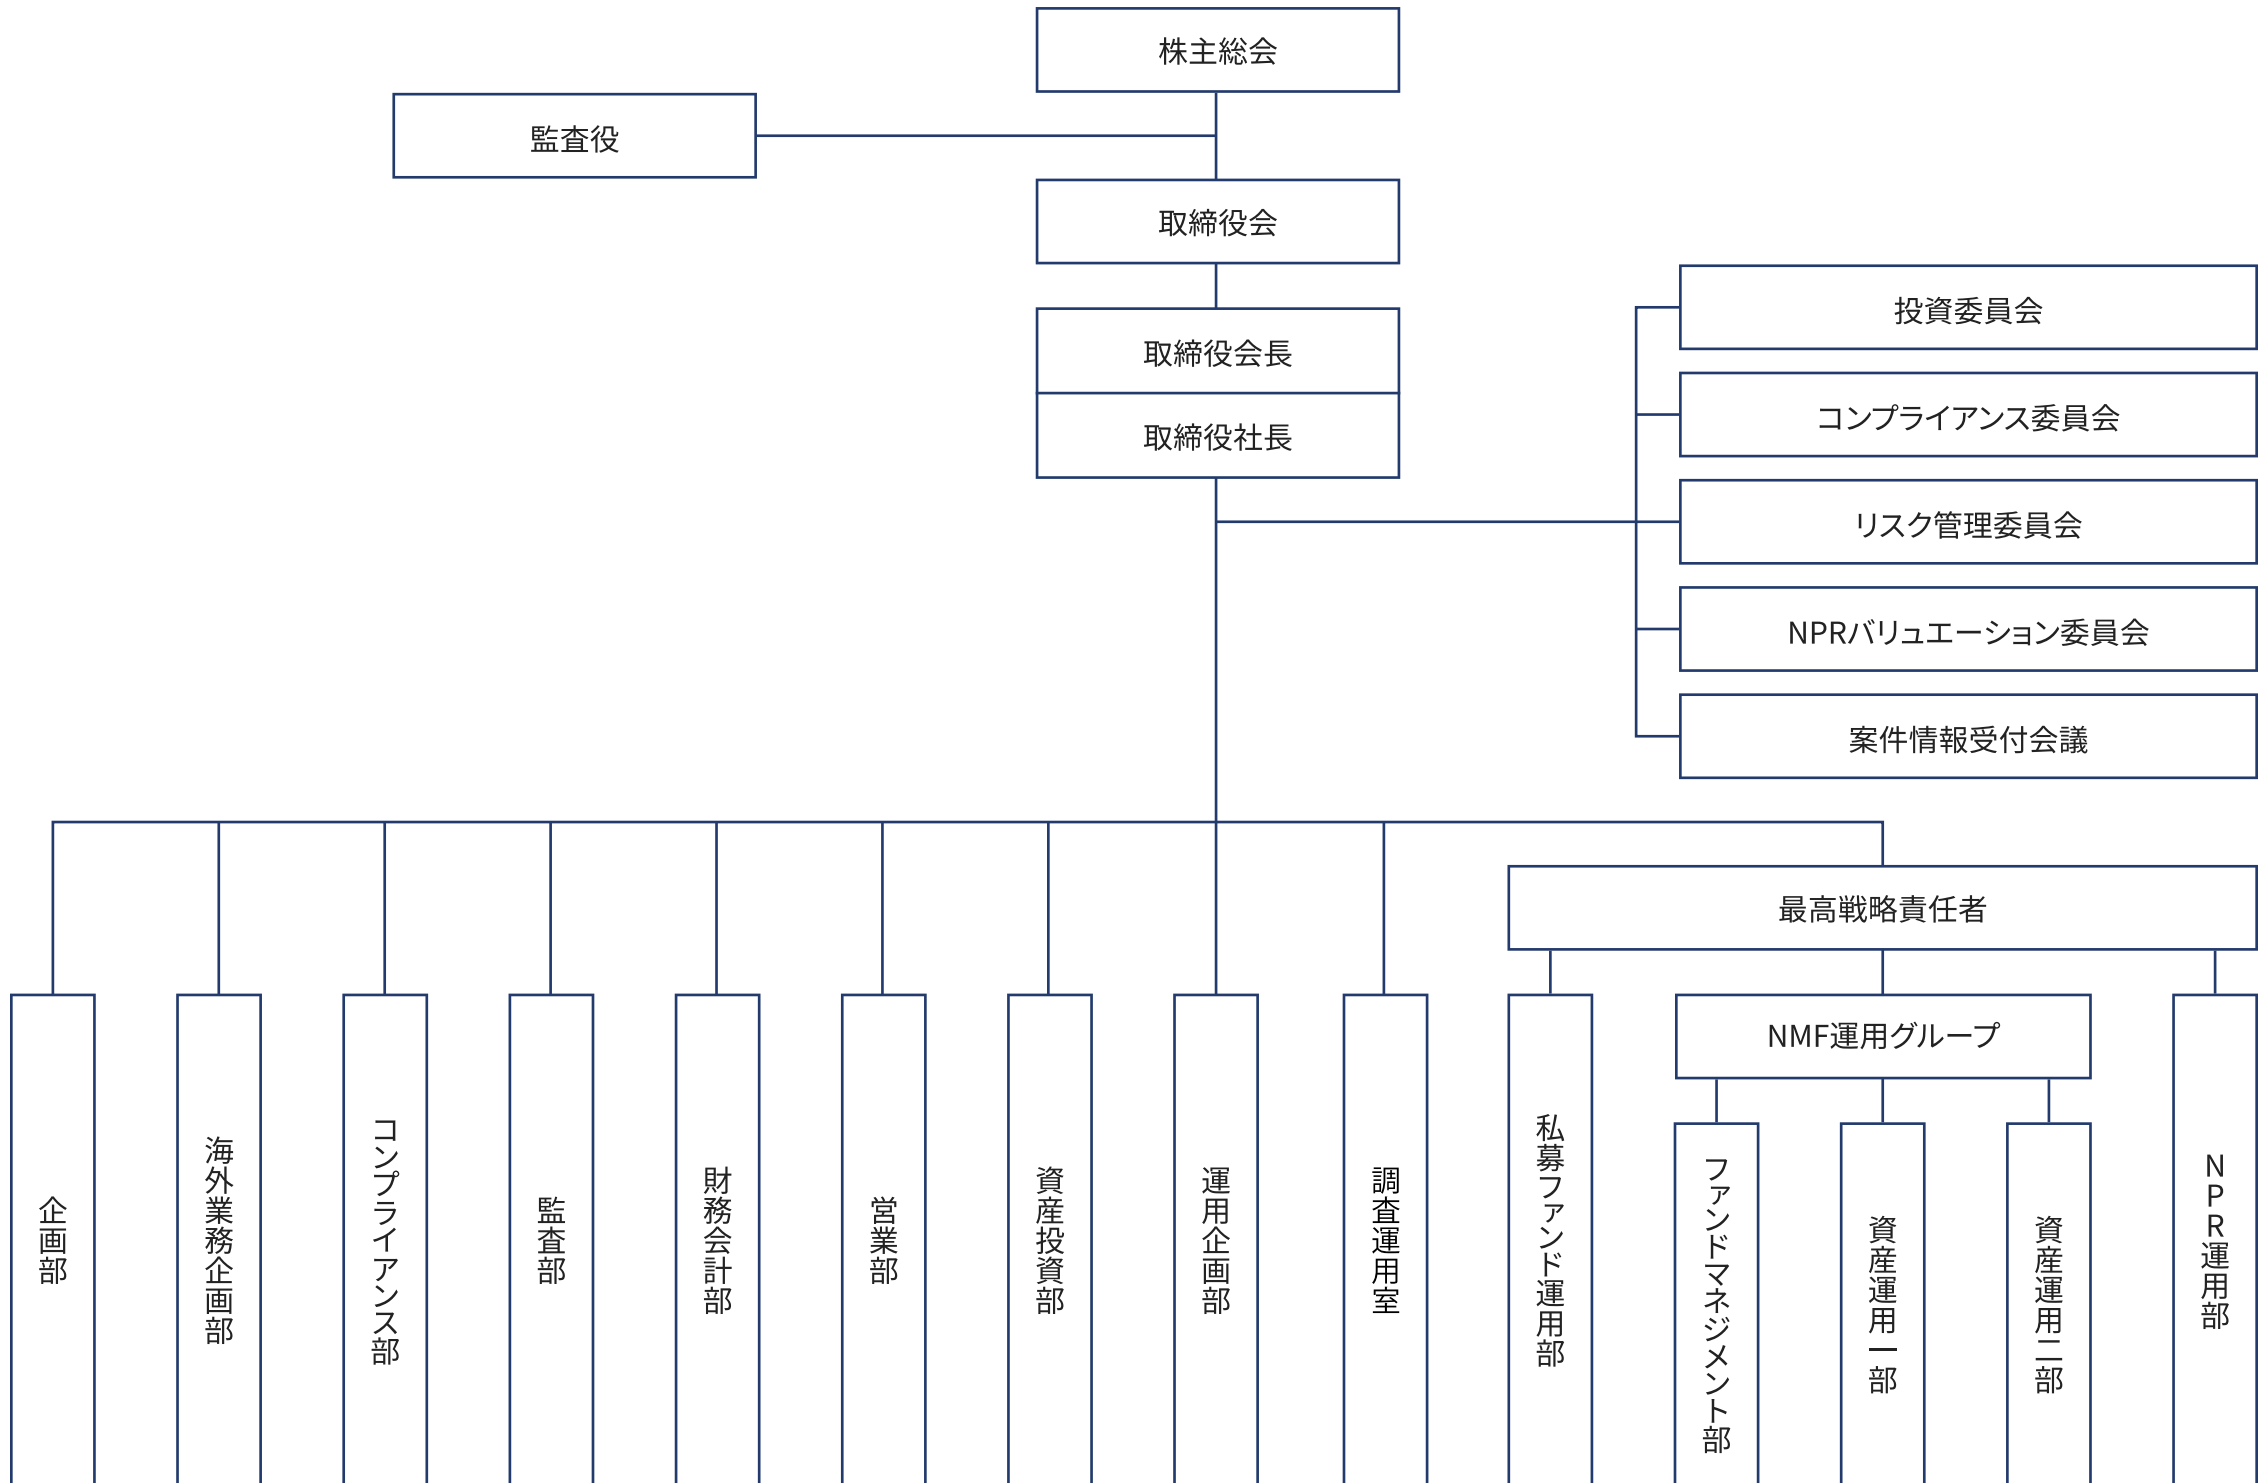 株主総会
監査役
取締役会
取締役会長
取締役社長
投資委員会
コンプライアンス委員会
リスク管理委員会
NPRバリュエーション委員会
案件情報受付会議
最高戦略責任者
企画部
海外業務企画部
コンプライアンス部
監査部
財務会計部
営業部
資産投資部
運用企画部
調査運用室
私募ファンド運用部
NMF運用グループ
ファンドマネジメント部
資産運用一部
資産運用二部
NPR運用部